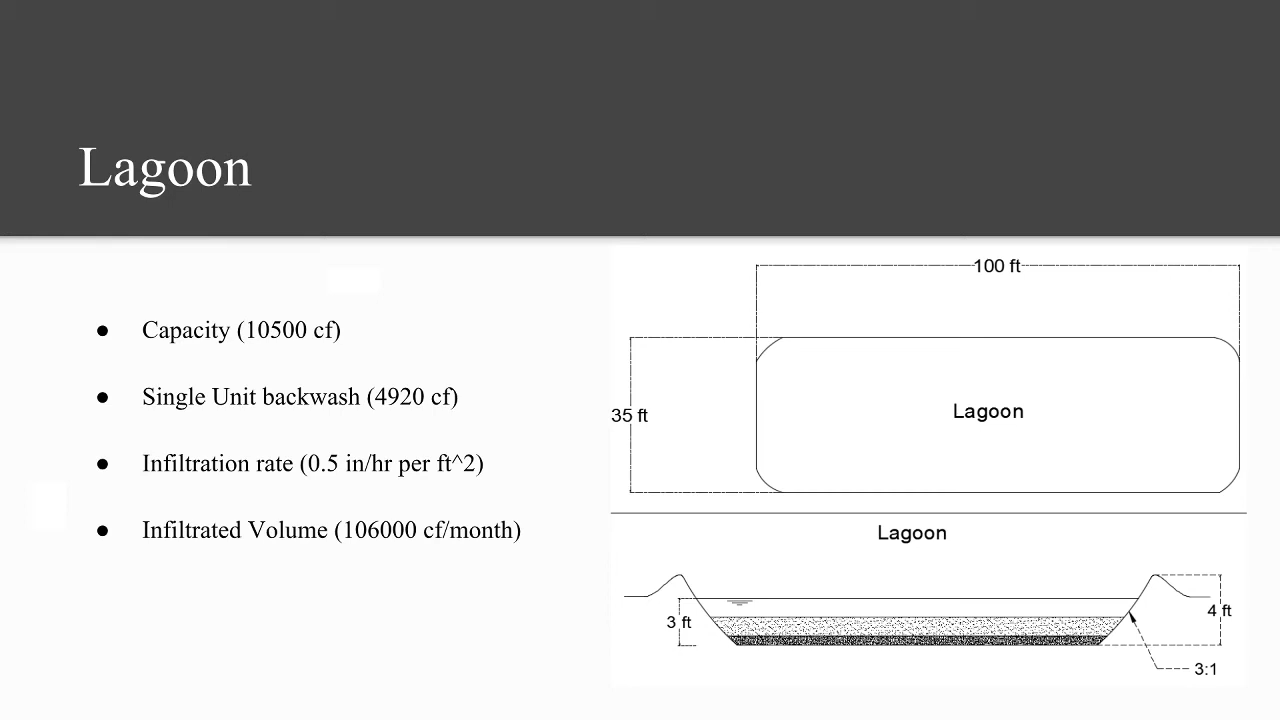 Lagoon
● Capacity (10500 cf)
● Single Unit backwash (4920 cf)
● Infiltration rate (0.5 in/hr per ft^2)
● Infiltrated Volume (106000 cf/month)
100 ft
35 ft
Lagoon
Lagoon
3 ft
4 ft
3:1